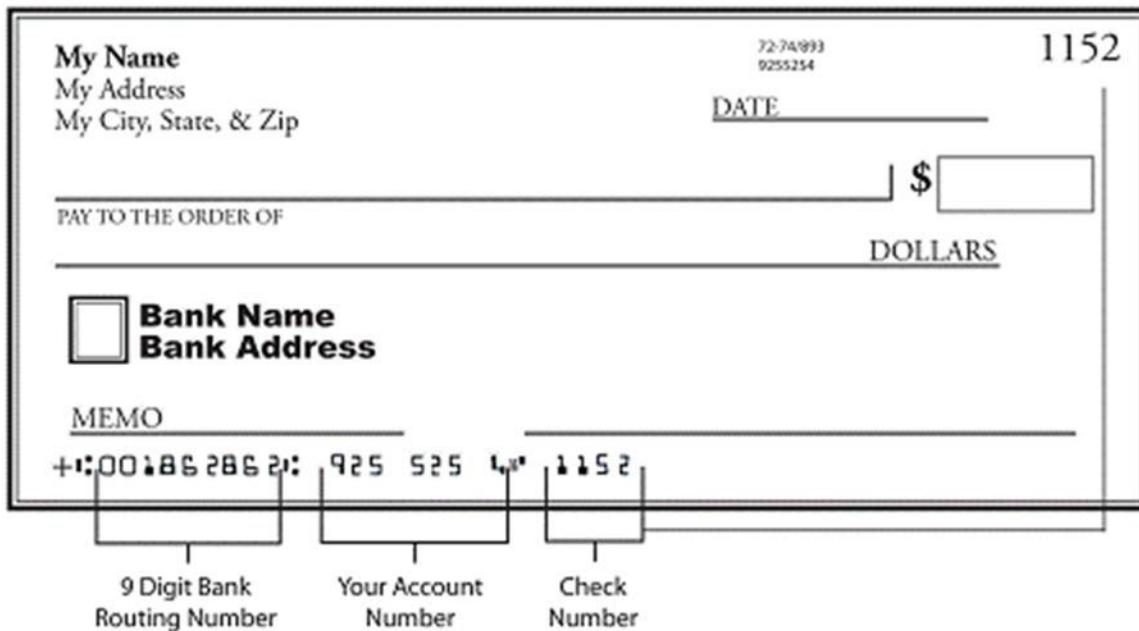 My Name
My Address
My City, State, & Zip
72-74/893
9255254
1152
DATE
$
PAY TO THE ORDER OF
DOLLARS
Bank Name
Bank Address
MEMO
+⑆001862862⑆ 925 525 4⑈ 1152
9 Digit Bank
Routing Number
Your Account
Number
Check
Number